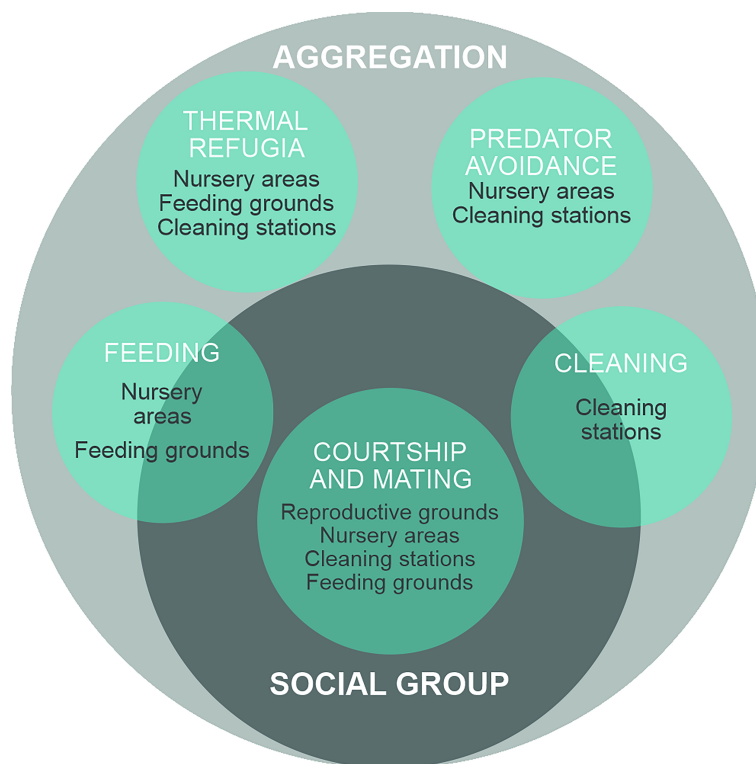 AGGREGATION
THERMAL
REFUGIA
Nursery areas
Feeding grounds
Cleaning stations
PREDATOR
AVOIDANCE
Nursery areas
Cleaning stations
FEEDING
Nursery
areas
Feeding grounds
CLEANING
Cleaning
stations
COURTSHIP
AND MATING
Reproductive grounds
Nursery areas
Cleaning stations
Feeding grounds
SOCIAL GROUP